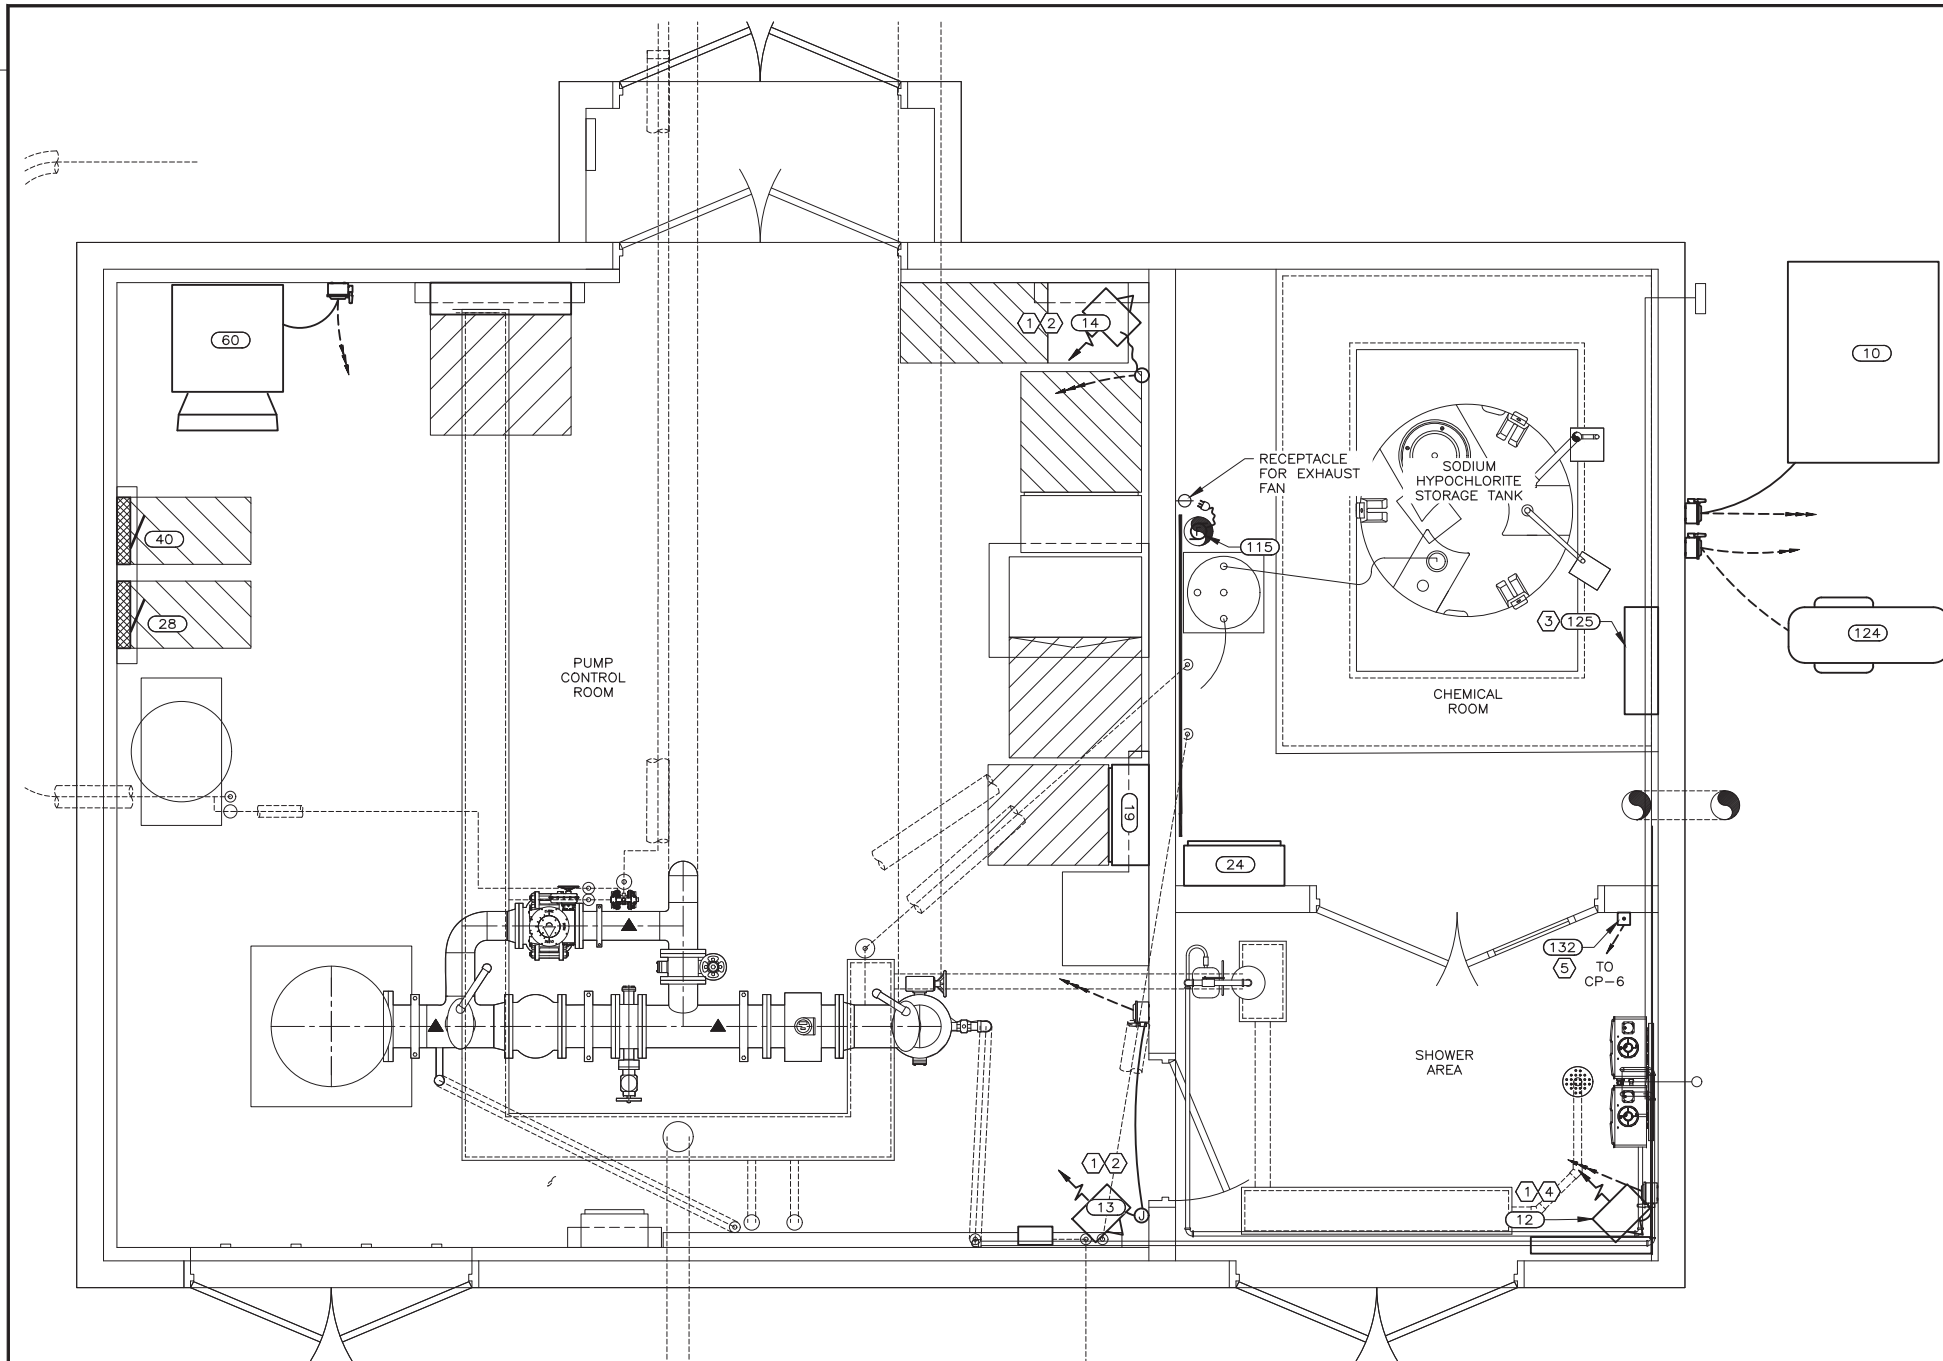 60
1 2 14
10
RECEPTACLE
FOR EXHAUST
FAN
SODIUM
HYPOCHLORITE
STORAGE TANK
40
115
28
3 125
124
PUMP
CONTROL
ROOM
CHEMICAL
ROOM
19
24
132
5
TO
CP-6
SHOWER
AREA
1 2
13
J
1 4
12